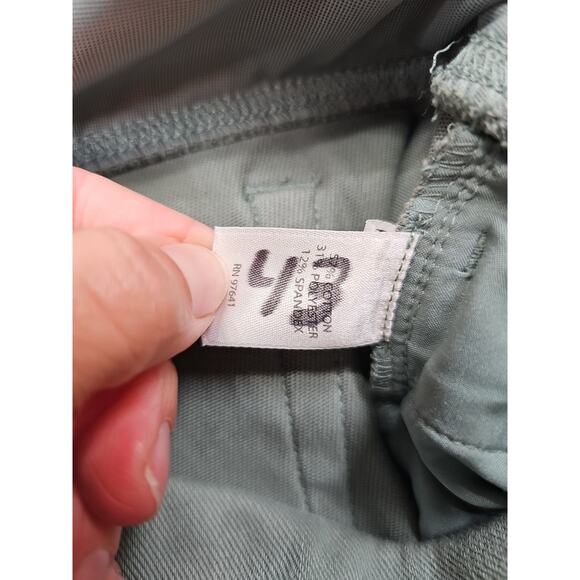 COTTON
31% POLYESTER
12% SPANDEX
RN 97641